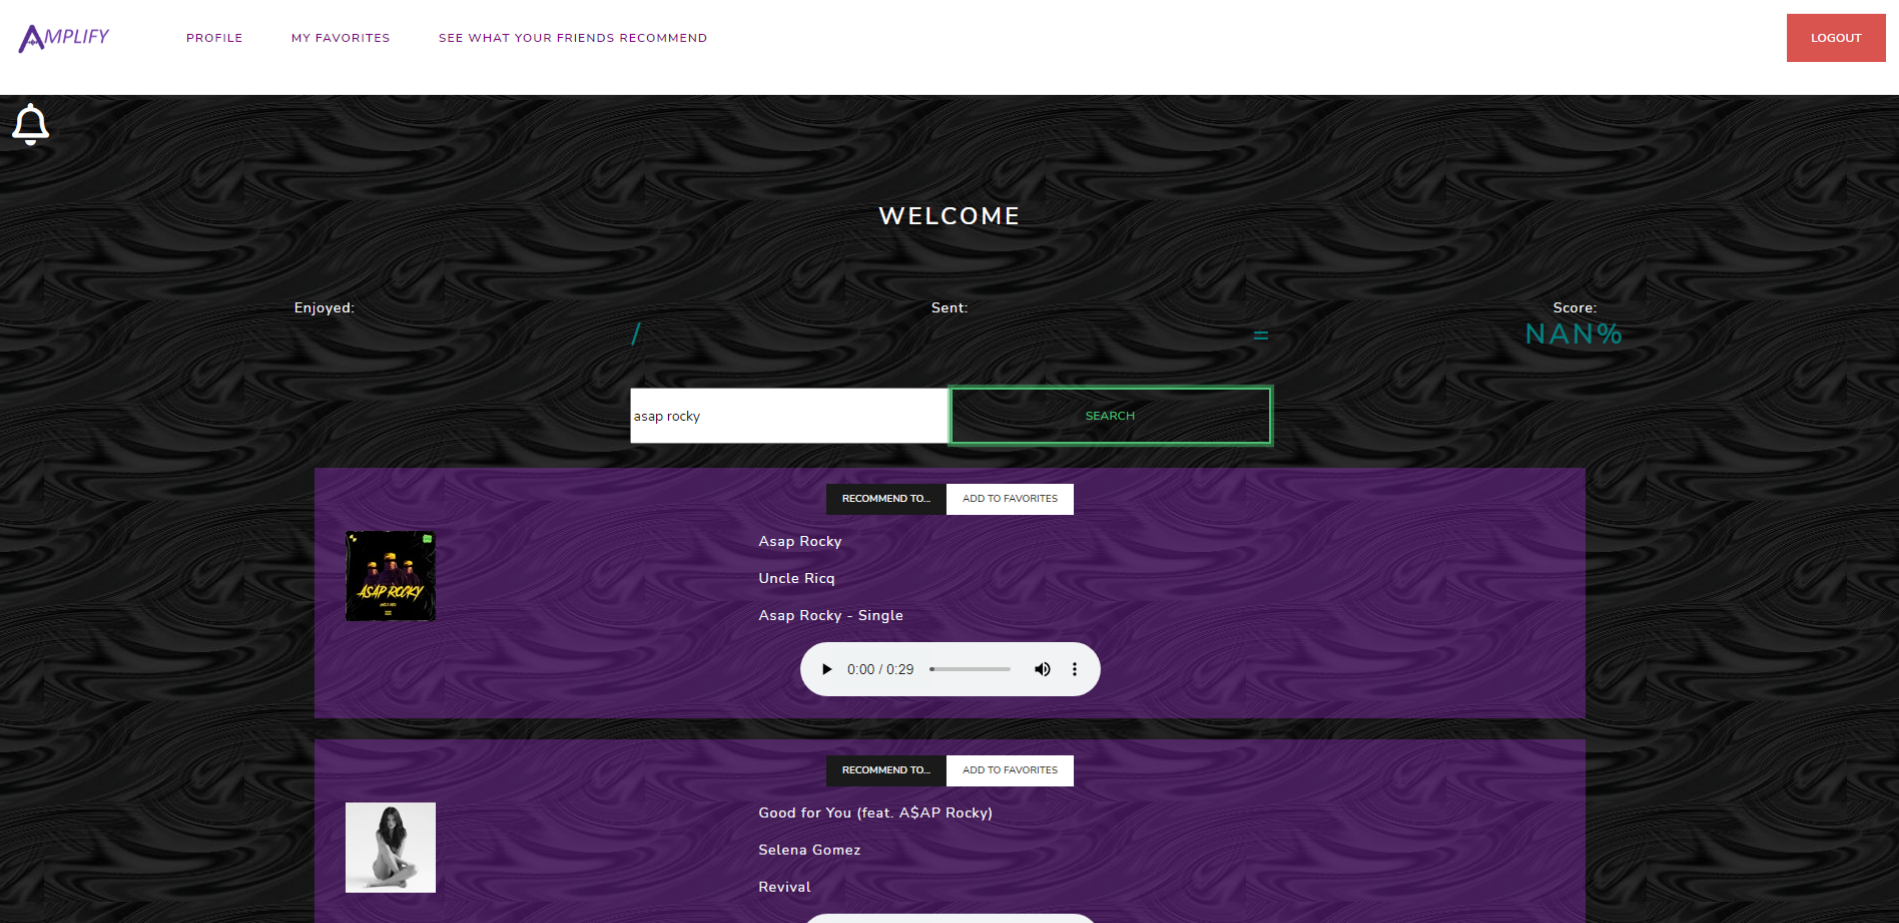 AMPLIFY
PROFILE
MY FAVORITES
SEE WHAT YOUR FRIENDS RECOMMEND
LOGOUT
WELCOME
Enjoyed:
/
Sent:
=
Score:
NAN%
asap rocky
SEARCH
RECOMMEND TO...
ADD TO FAVORITES
ASAP ROCKY
Asap Rocky
Uncle Ricq
Asap Rocky - Single
0:00 / 0:29
RECOMMEND TO...
ADD TO FAVORITES
Good for You (feat. A$AP Rocky)
Selena Gomez
Revival